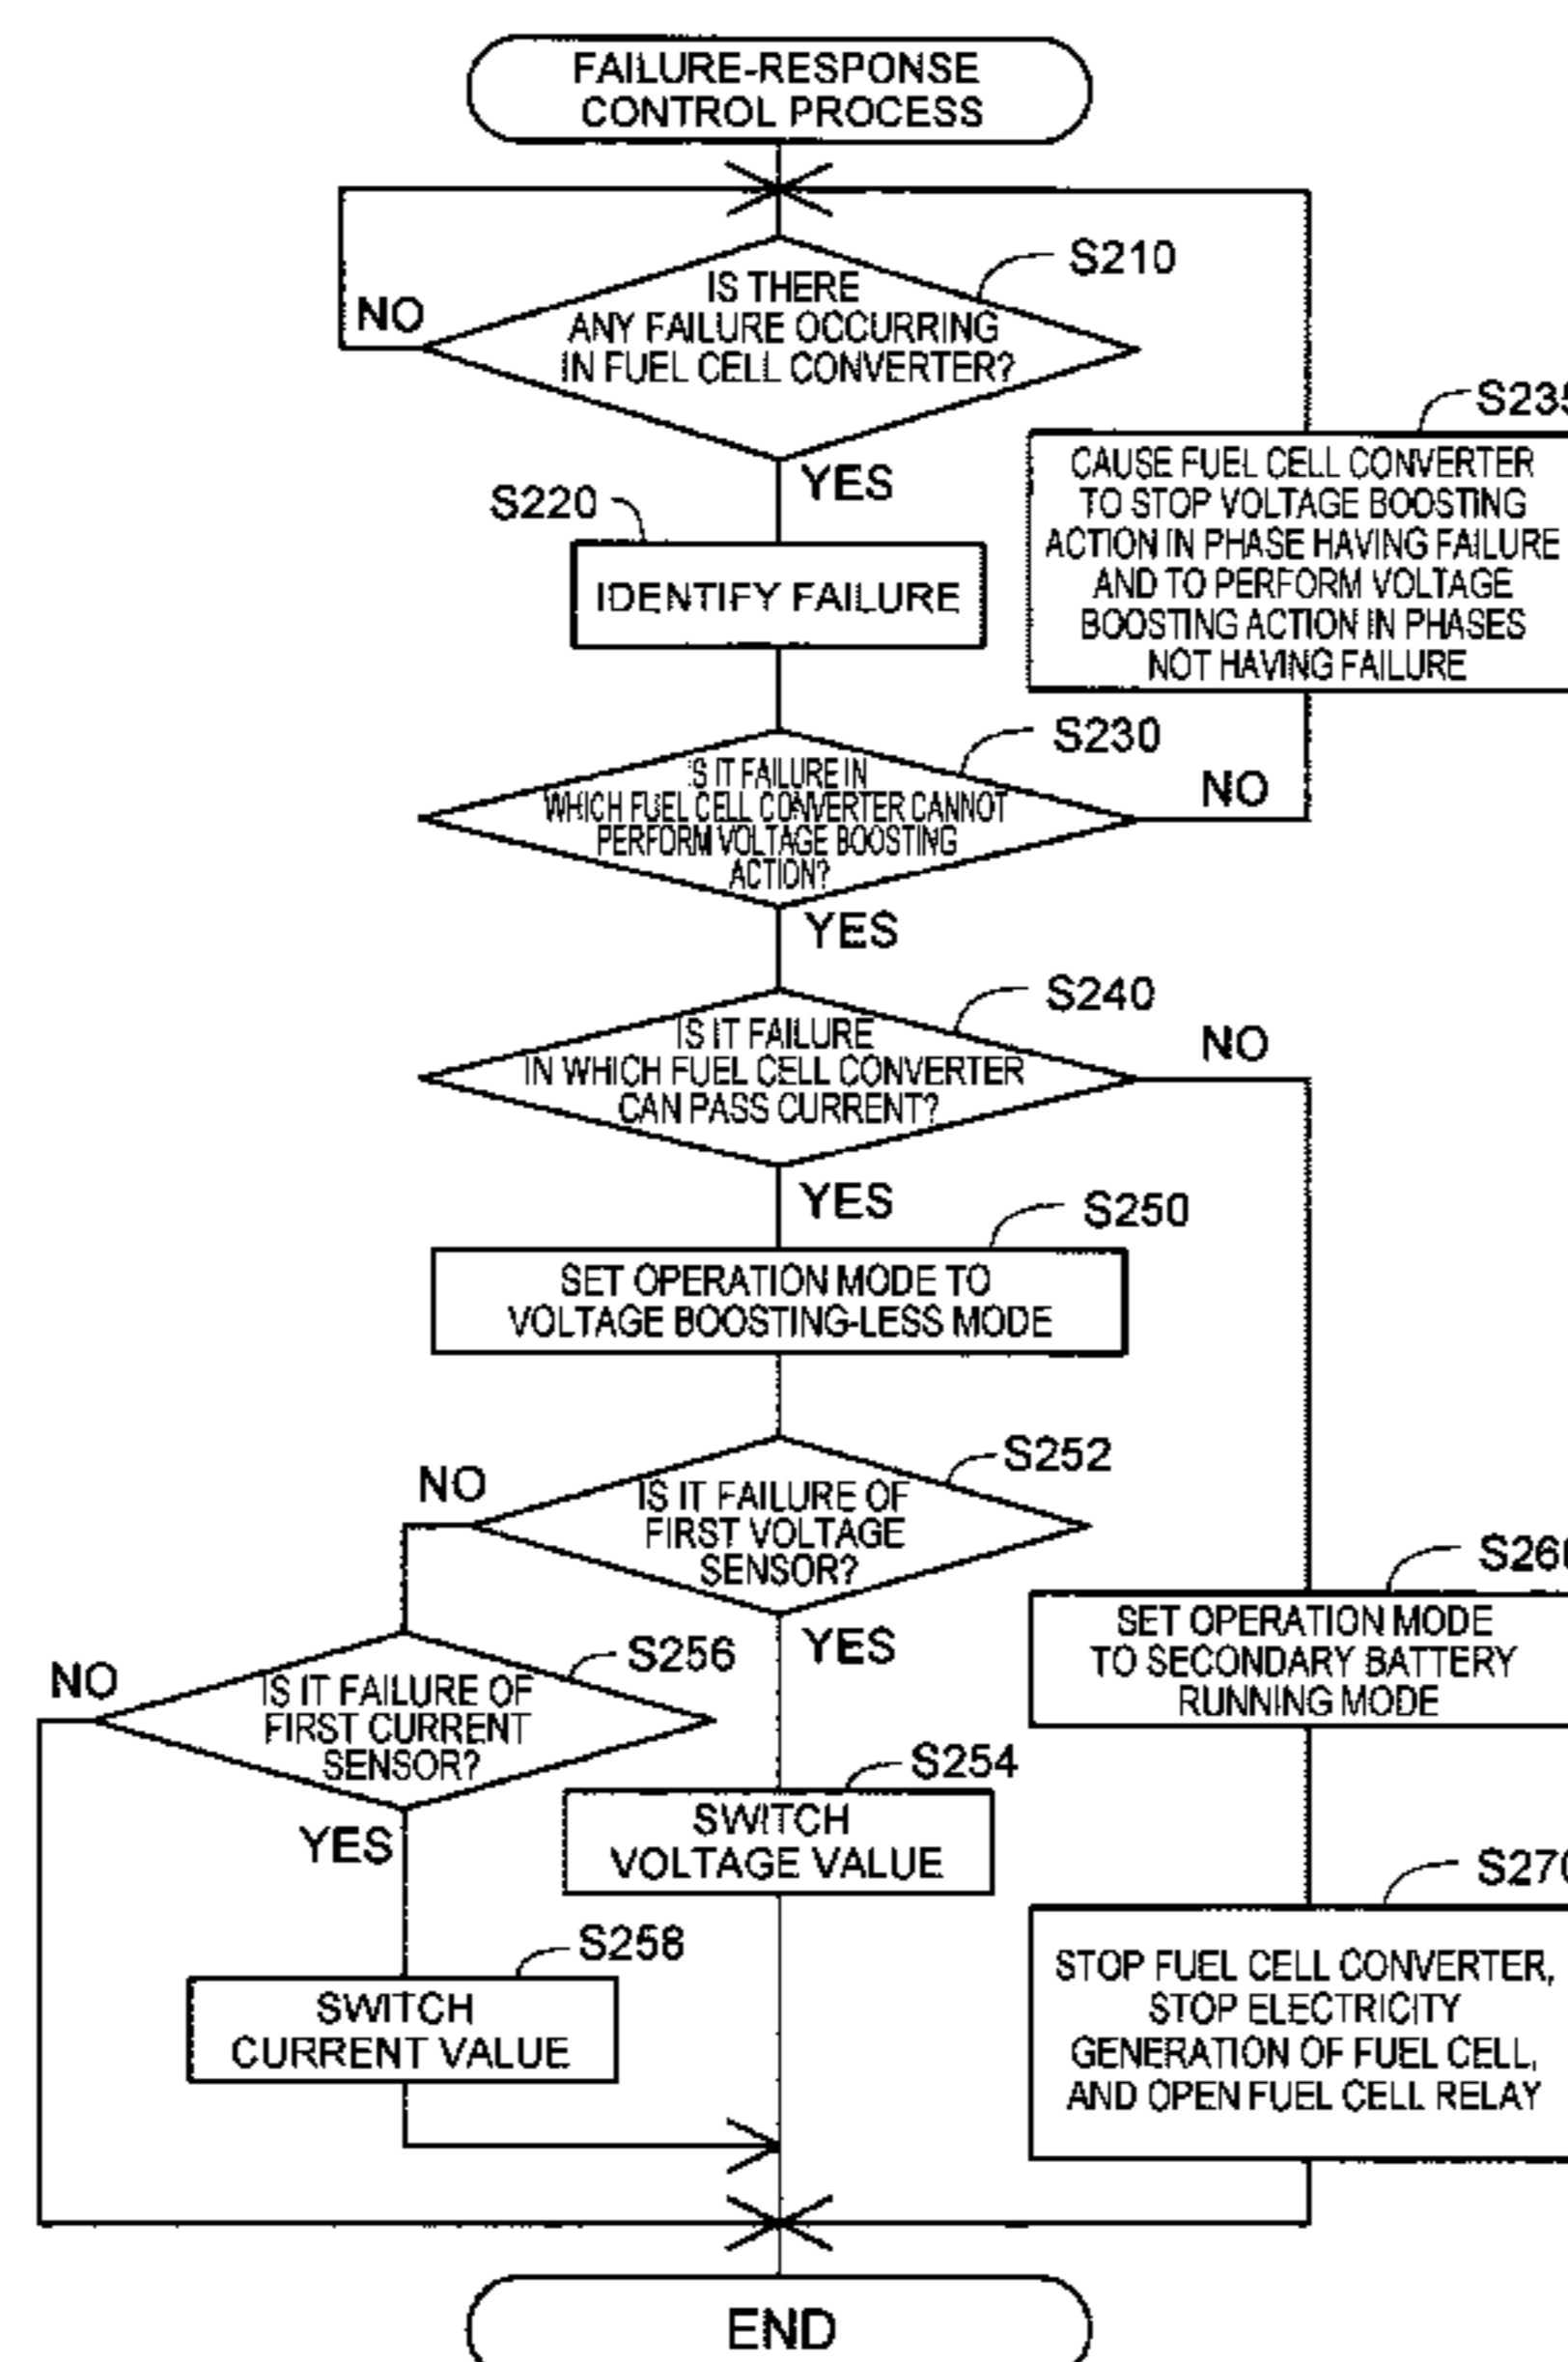 FAILURE-RESPONSE
CONTROL PROCESS
S210
IS THERE
ANY FAILURE OCCURRING
IN FUEL CELL CONVERTER?
NO
YES
S235
CAUSE FUEL CELL CONVERTER
TO STOP VOLTAGE BOOSTING
ACTION IN PHASE HAVING FAILURE
AND TO PERFORM VOLTAGE
BOOSTING ACTION IN PHASES
NOT HAVING FAILURE
S220
IDENTIFY FAILURE
S230
IS IT FAILURE IN
WHICH FUEL CELL CONVERTER CANNOT
PERFORM VOLTAGE BOOSTING
ACTION?
NO
YES
S240
IS IT FAILURE
IN WHICH FUEL CELL CONVERTER
CAN PASS CURRENT?
NO
YES
S250
SET OPERATION MODE TO
VOLTAGE BOOSTING-LESS MODE
S252
NO
IS IT FAILURE OF
FIRST VOLTAGE
SENSOR?
YES
S260
SET OPERATION MODE
TO SECONDARY BATTERY
RUNNING MODE
S256
NO
IS IT FAILURE OF
FIRST CURRENT
SENSOR?
YES
S254
SWITCH
VOLTAGE VALUE
S270
STOP FUEL CELL CONVERTER,
STOP ELECTRICITY
GENERATION OF FUEL CELL,
AND OPEN FUEL CELL RELAY
S258
SWITCH
CURRENT VALUE
END